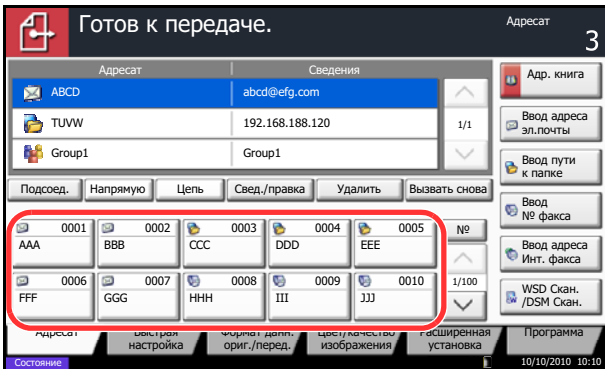 Готов к передаче.
Адресат
3
Адресат Сведения
ABCD abcd@efg.com
TUVW 192.168.188.120
Group1 Group1
1/1
Адр. книга
Ввод адреса
эл.почты
Ввод пути
к папке
Ввод
№ факса
Ввод адреса
Инт. факса
WSD Скан.
/DSM Скан.
Подсоед. Напрямую Цепь Свед./правка Удалить Вызвать снова
0001 0002 0003 0004 0005
AAA BBB CCC DDD EEE
0006 0007 0008 0009 0010
FFF GGG HHH III JJJ
№
1/100
Адресат
Быстрая
настройка
Формат данн.
ориг./перед.
Цвет/качество
изображения
Расширенная
установка
Программа
Состояние
10/10/2010 10:10